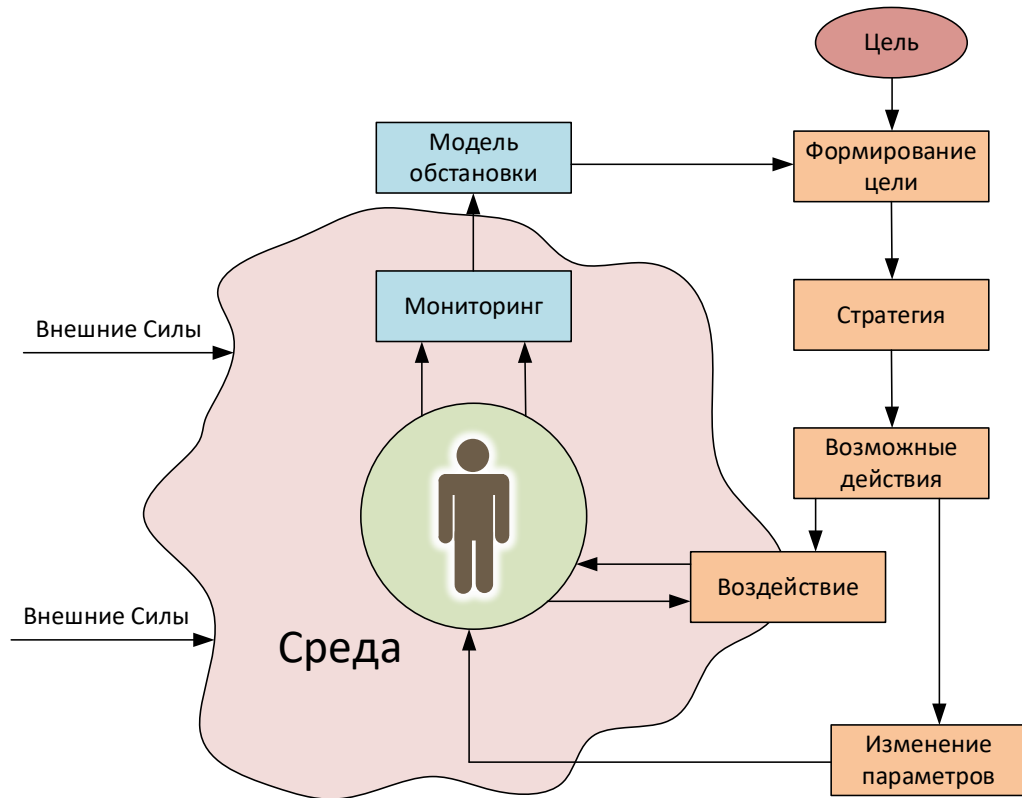 Цель
Модель
обстановки
Формирование
цели
Мониторинг
Стратегия
Внешние Силы
Возможные
действия
Воздействие
Внешние Силы
Среда
Изменение
параметров